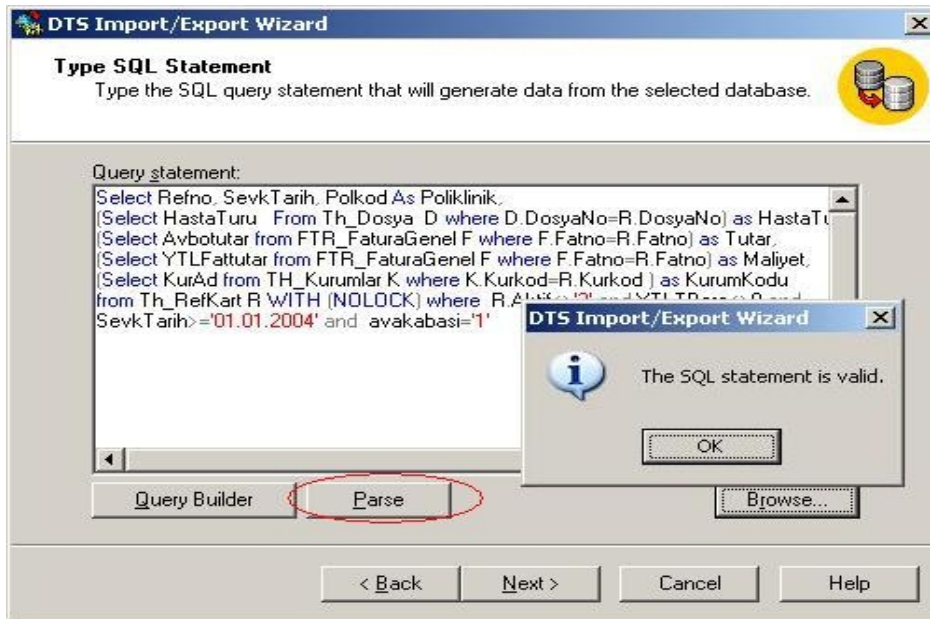 DTS Import/Export Wizard
Type SQL Statement
Type the SQL query statement that will generate data from the selected database.
Query statement:
Select Refno, SevkTarih, Polkod As Poliklinik,
(Select HastaTuru From Th_Dosya D where D.DosyaNo=R.DosyaNo) as
(Select Avbotutar from FTR_FaturaGenel F where F.Fatno=R.Fatno) as Tutar,
(Select YTLFattutar from FTR_FaturaGenel F where F.Fatno=R.Fatno) as Maliyet,
(Select KurAd from TH_Kurumlar K where K.Kurkod=R.Kurkod ) as KurumKodu
from Th_RefKart R WITH (NOLOCK) where
SevkTarih>='01.01.2004' and avakabasi='1'
DTS Import/Export Wizard
The SQL statement is valid.
OK
Query Builder
Parse
Browse...
< Back
Next >
Cancel
Help